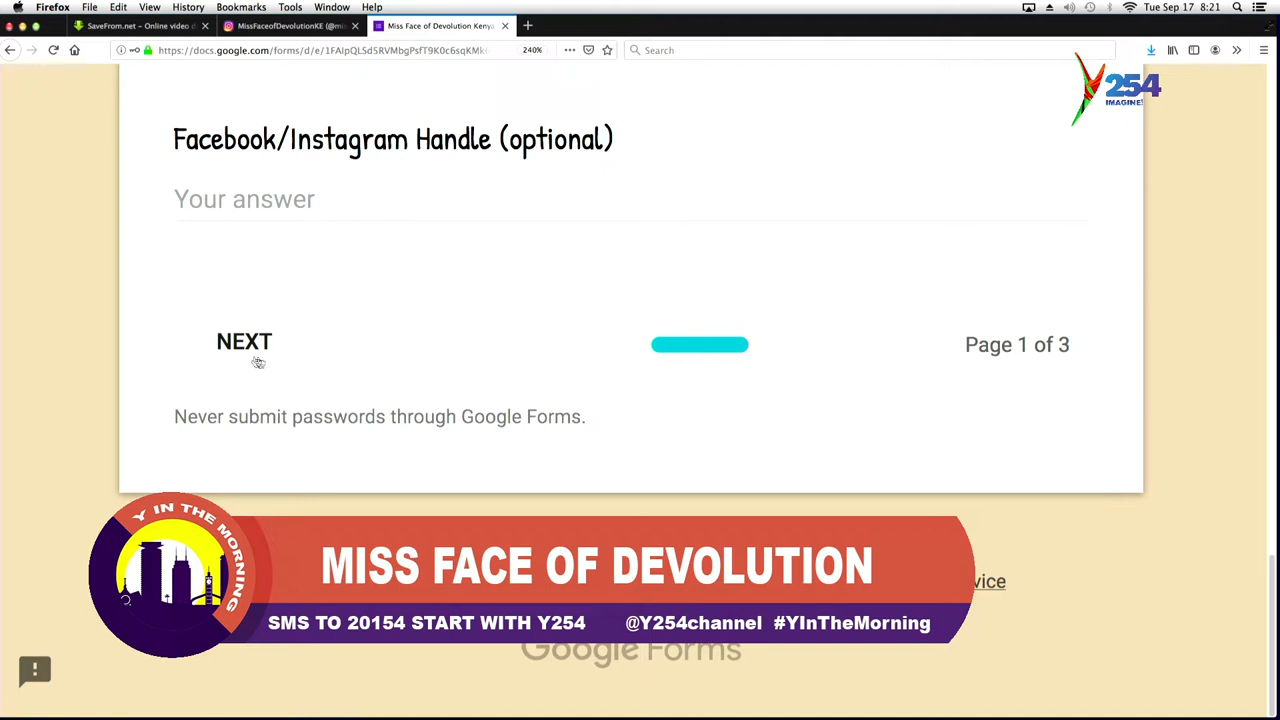 Firefox File Edit View History Bookmarks Tools Window Help Tue Sep 17 8:21
SaveFrom.net – Online video d
MissFaceofDevolutionKE (@mi
Miss Face of Devolution Kenya
240%
Search
254
IMAGINE!
Facebook/Instagram Handle (optional)
Your answer
NEXT
Page 1 of 3
Never submit passwords through Google Forms.
Y IN THE MORNING
MISS FACE OF DEVOLUTION
vice
SMS TO 20154 START WITH Y254 @Y254channel #YInTheMorning
Google Forms